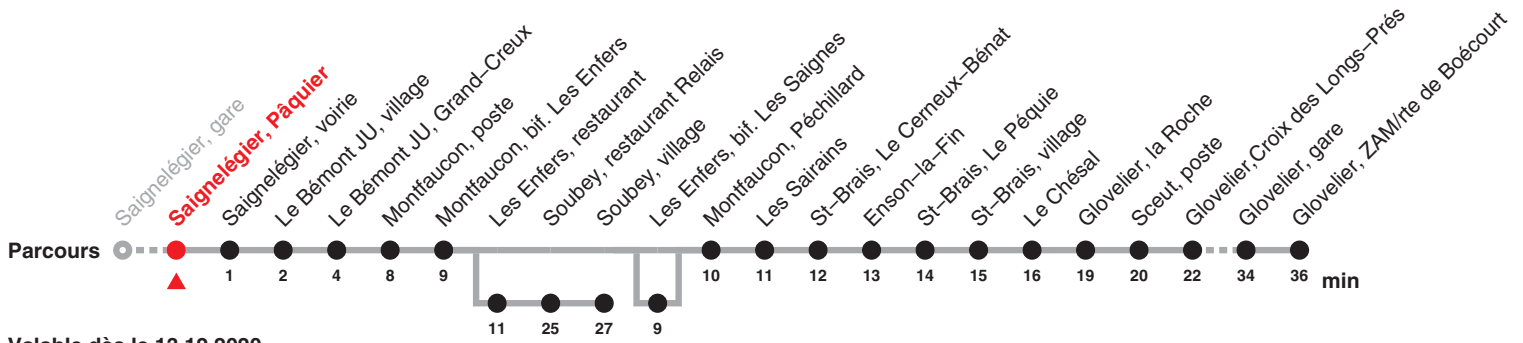 Saignelégier, gare
Saignelégier, Pâquier
Saignelégier, voirie
Le Bémont JU, village
Le Bémont JU, Grand–Creux
Montfaucon, poste
Montfaucon, bif. Les Enfers
Les Enfers, restaurant
Soubey, restaurant Relais
Soubey, village
Les Enfers, bif. Les Saignes
Montfaucon, Péchillard
Les Sairains
St–Brais, Le Cerneux–Bénat
Enson–la–Fin
St–Brais, Le Péquie
St–Brais, village
Le Chésal
Glovelier, la Roche
Sceut, poste
Glovelier,Croix des Longs–Prés
Glovelier, gare
Glovelier, ZAM/rte de Boécourt
Parcours
1 2 4 8 9 10 11 12 13 14 15 16 19 20 22 34 36 min
11 25 27 9